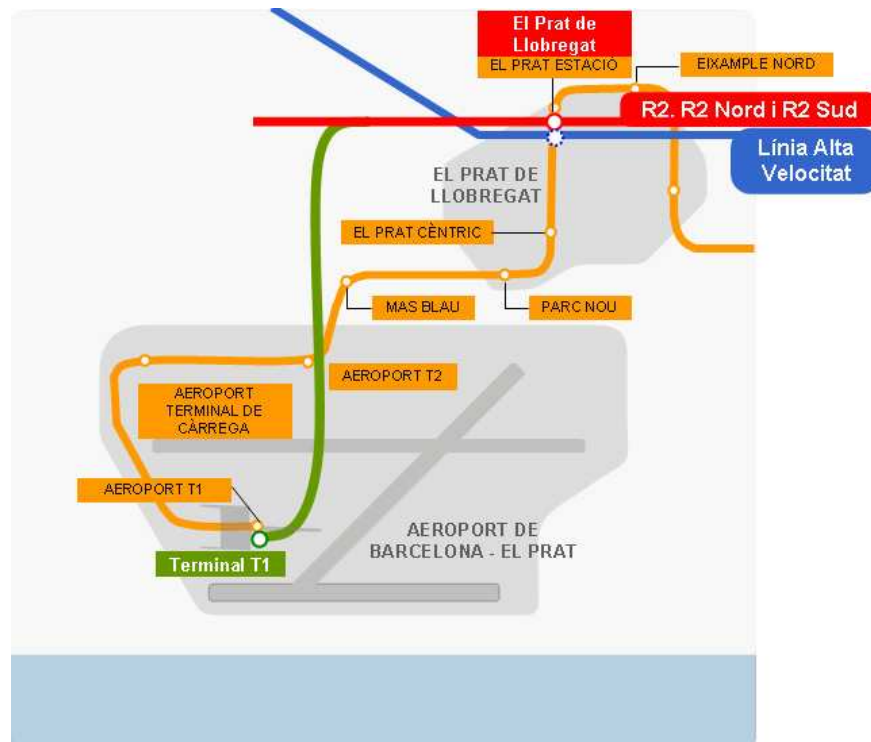 El Prat de
Llobregat
EL PRAT ESTACIÓ
EIXAMPLE NORD
R2. R2 Nord i R2 Sud
Línia Alta
Velocitat
EL PRAT DE
LLOBREGAT
EL PRAT CÈNTRIC
MAS BLAU
PARC NOU
AEROPORT T2
AEROPORT
TERMINAL DE
CÀRREGA
AEROPORT T1
AEROPORT DE
BARCELONA - EL PRAT
Terminal T1